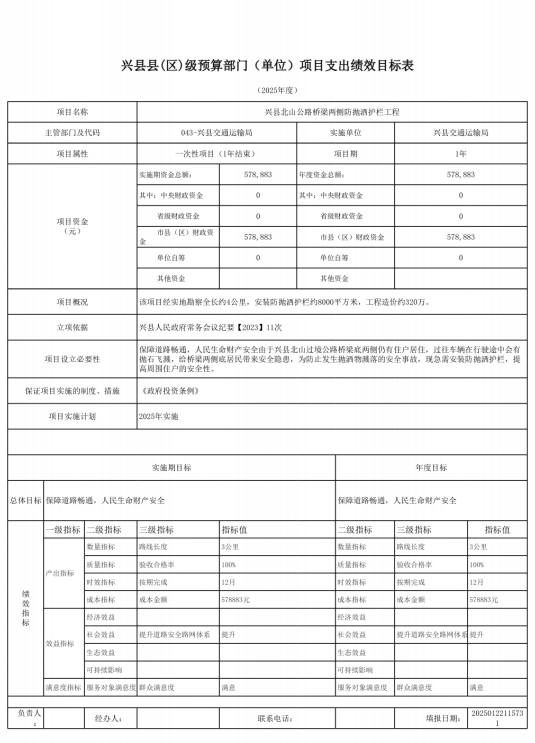 兴县县(区)级预算部门（单位）项目支出绩效目标表
（2025年度）
项目名称 兴县北山公路桥梁两侧防抛洒护栏工程
主管部门及代码 043-兴县交通运输局 实施单位 兴县交通运输局
项目属性 一次性项目（1年结束） 项目期 1年
项目资金（元） 实施期资金总额： 578,883 年度资金总额： 578,883
其中：中央财政资金 0 其中：中央财政资金 0
省级财政资金 0 省级财政资金 0
市县（区）财政资金 578,883 市县（区）财政资金 578,883
单位自筹 0 单位自筹 0
其他资金 其他资金
项目概况 该项目经实地勘察全长约4公里，安装防抛洒护栏约8000平方米，工程造价约320万。
立项依据 兴县人民政府常务会议纪要【2023】11次
项目设立必要性 保障道路畅通，人民生命财产安全由于兴县北山过境公路桥梁底两侧仍有住户居住，过往车辆在行驶途中会有
抛石飞溅，给桥梁两侧底居民带来安全隐患，为防止发生抛洒物溅落的安全事故，现急需安装防抛洒护栏，提
高周围住户的安全性。
保证项目实施的制度、措施 《政府投资条例》
项目实施计划 2025年实施
实施期目标 年度目标
总体目标 保障道路畅通，人民生命财产安全 保障道路畅通，人民生命财产安全
绩效指标 一级指标 二级指标 三级指标 指标值 二级指标 三级指标 指标值
产出指标 数量指标 路线长度 3公里 数量指标 路线长度 3公里
质量指标 验收合格率 100% 质量指标 验收合格率 100%
时效指标 按期完成 12月 时效指标 按期完成 12月
成本指标 成本金额 578883元 成本指标 成本金额 578883元
效益指标 经济效益 经济效益
社会效益 提升道路安全路网体系 提升 社会效益 提升道路安全路网体系 提升
生态效益 生态效益
可持续影响 可持续影响
满意度指标 服务对象满意度 群众满意度 满意 服务对象满意度 群众满意度 满意
负责人： 经办人： 联系电话： 填报日期： 20250122115731